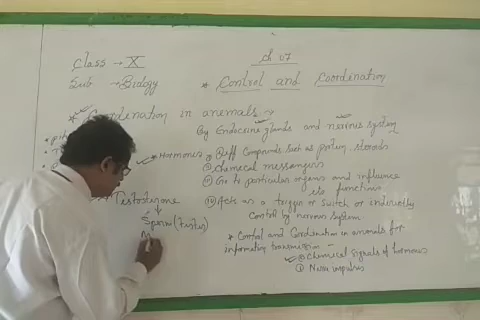 Class → X
Sub → Biology
Ch 07
* Control and Coordination
* Coordination in anemals →
By Endocrine glands and nervous system
Hormones Diff Compounds such as protein, steroids
Chemical messengers
Go to particular organs and influence
its functions
Acts as a trigger or switch or indirectly
Control by nervous system
Testosterone
↓
Sperm (Testis)
* Control and Coordination in animals for
information transmission –
Chemical signals of hormones
Nerve impulses